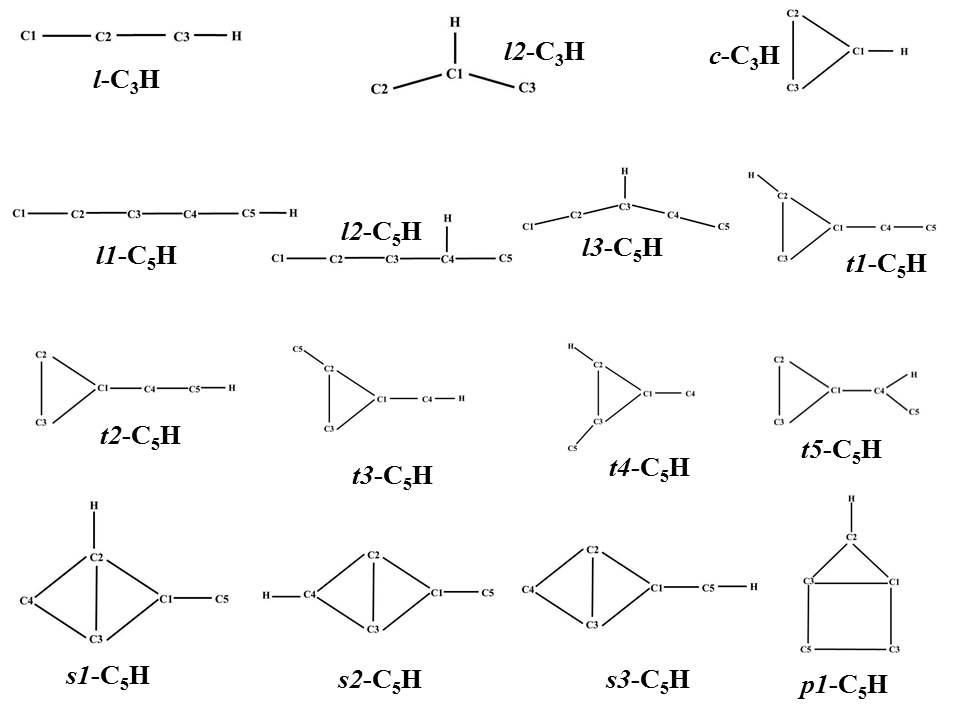 C1 C2 C3 H
l-C₃H
H
C1
C2 C3
l2-C₃H
C2
C1 H
C3
c-C₃H
C1 C2 C3 C4 C5 H
l1-C₅H
H
C1 C2 C3 C4 C5
l2-C₅H
H
C3
C2 C4
C1 C5
l3-C₅H
H
C2
C1 C4 C5
C3
t1-C₅H
C2
C1 C4 C5 H
C3
t2-C₅H
C5
C2
C1 C4 H
C3
t3-C₅H
H
C2
C1 C4
C3
C5
t4-C₅H
C2
H
C1 C4
C5
C3
t5-C₅H
H
C2
C4 C1 C5
C3
s1-C₅H
C2
H C4 C1 C5
C3
s2-C₅H
C2
C4 C1 C5 H
C3
s3-C₅H
H
C2
C3 C1
C5 C3
p1-C₅H